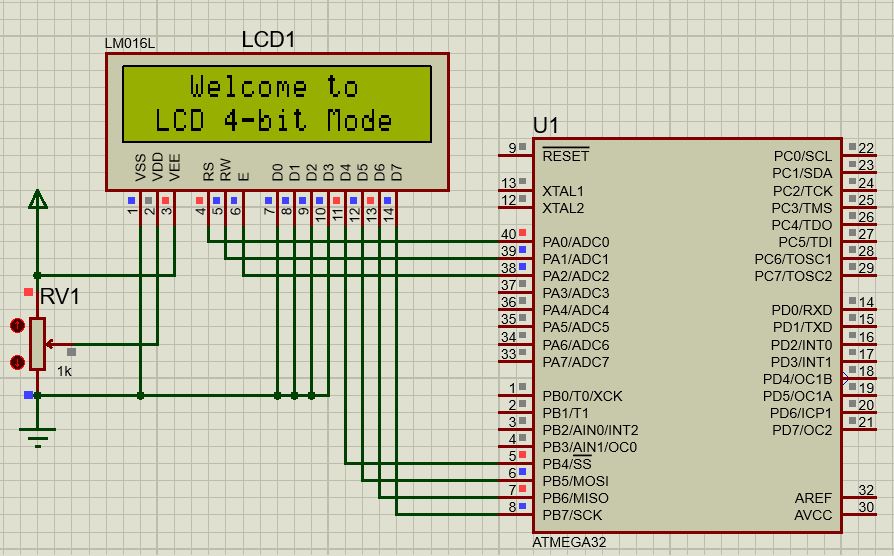 LM016L
LCD1
Welcome to
LCD 4-bit Mode
VSS
VDD
VEE
RS
RW
E
D0
D1
D2
D3
D4
D5
D6
D7
1
2
3
4
5
6
7
8
9
10
11
12
13
14
RV1
1k
U1
9 RESET
13 XTAL1
12 XTAL2
40 PA0/ADC0
39 PA1/ADC1
38 PA2/ADC2
37 PA3/ADC3
36 PA4/ADC4
35 PA5/ADC5
34 PA6/ADC6
33 PA7/ADC7
1 PB0/T0/XCK
2 PB1/T1
3 PB2/AIN0/INT2
4 PB3/AIN1/OC0
5 PB4/SS
6 PB5/MOSI
7 PB6/MISO
8 PB7/SCK
PC0/SCL 22
PC1/SDA 23
PC2/TCK 24
PC3/TMS 25
PC4/TDO 26
PC5/TDI 27
PC6/TOSC1 28
PC7/TOSC2 29
PD0/RXD 14
PD1/TXD 15
PD2/INT0 16
PD3/INT1 17
PD4/OC1B 18
PD5/OC1A 19
PD6/ICP1 20
PD7/OC2 21
AREF 32
AVCC 30
ATMEGA32